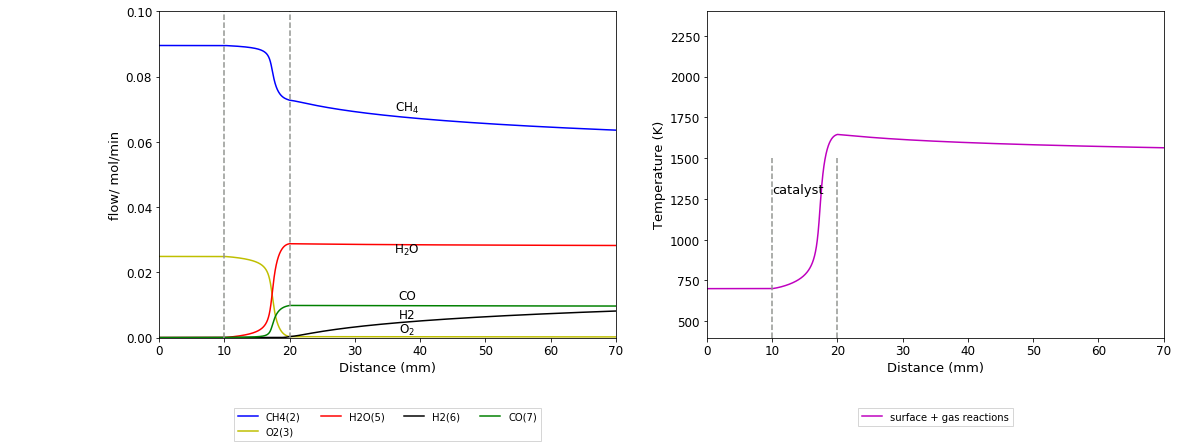 0.10
0.08
0.06
0.04
0.02
0.00
flow/ mol/min
CH₄
H₂O
CO
H2
O₂
0 10 20 30 40 50 60 70
Distance (mm)
CH4(2) H2O(5) H2(6) CO(7)
O2(3)
2250
2000
1750
1500
1250
1000
750
500
Temperature (K)
catalyst
0 10 20 30 40 50 60 70
Distance (mm)
surface + gas reactions